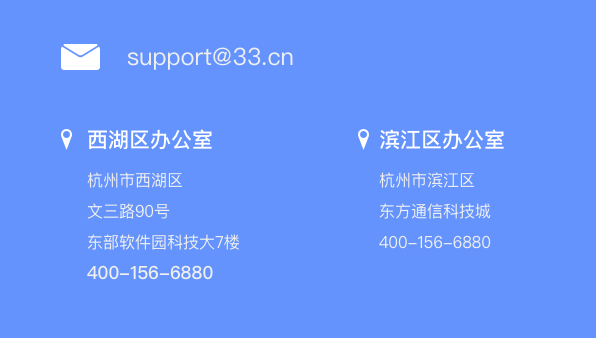 support@33.cn
西湖区办公室
杭州市西湖区
文三路90号
东部软件园科技大7楼
400-156-6880
滨江区办公室
杭州市滨江区
东方通信科技城
400-156-6880